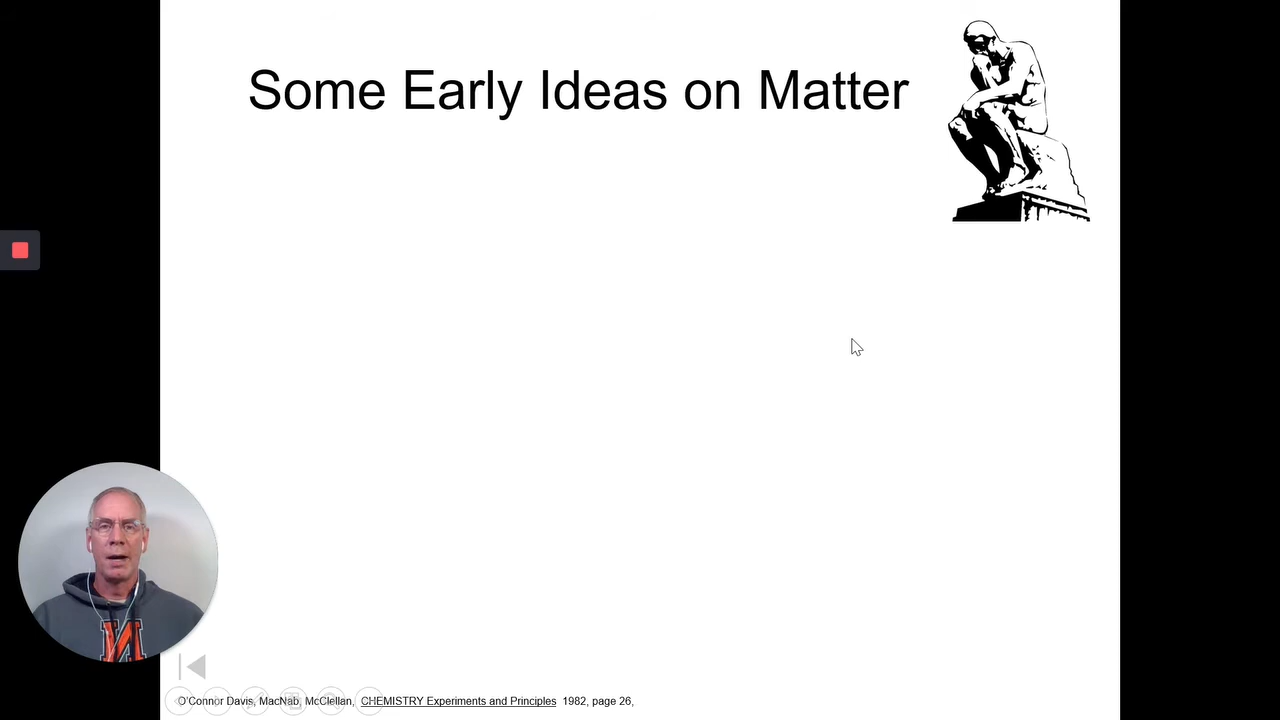 Some Early Ideas on Matter
N
O'Connor Davis, MacNab, McClellan, CHEMISTRY Experiments and Principles 1982, page 26,